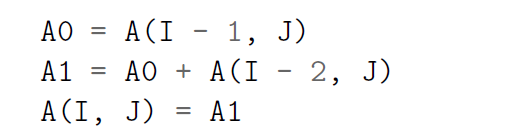 A0 = A(I - 1, J)
A1 = A0 + A(I - 2, J)
A(I, J) = A1